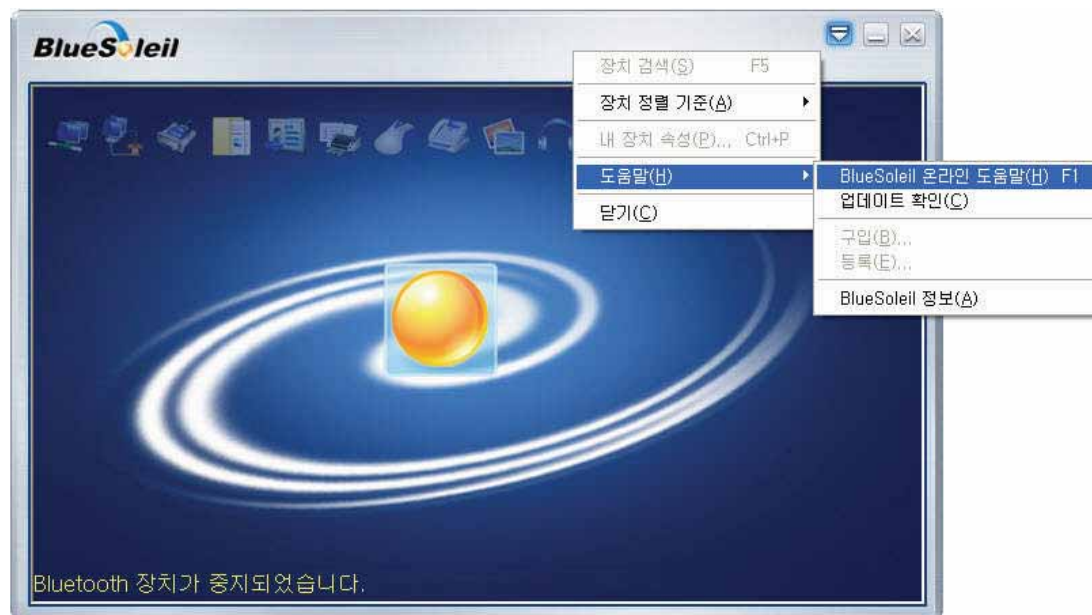 BlueSoleil
장치 검색(S) F5
장치 정렬 기준(A)
내 장치 속성(P)... Ctrl+P
도움말(H)
닫기(C)
BlueSoleil 온라인 도움말(H) F1
업데이트 확인(C)
구입(B)...
등록(E)...
BlueSoleil 정보(A)
Bluetooth 장치가 중지되었습니다.